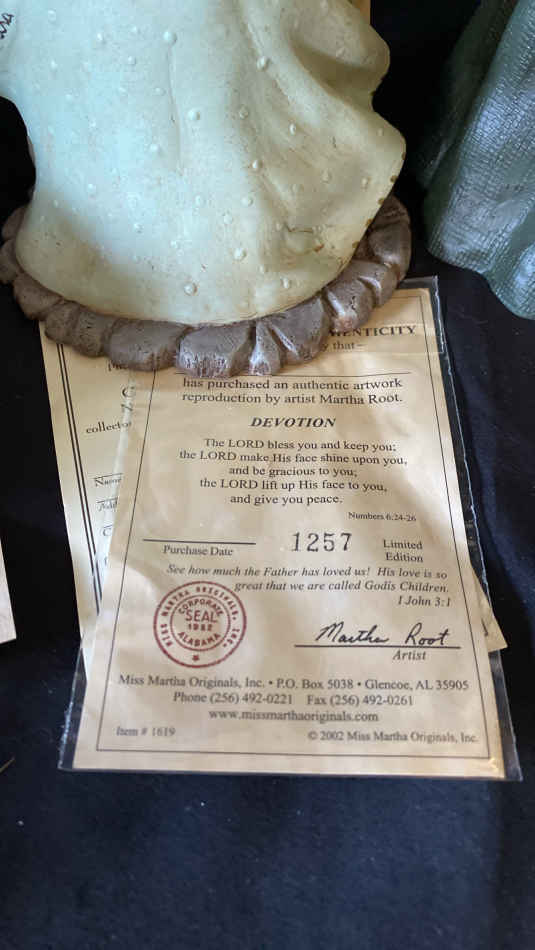 HENTICITY
y that –
has purchased an authentic artwork
reproduction by artist Martha Root.
DEVOTION
The LORD bless you and keep you;
the LORD make His face shine upon you,
and be gracious to you;
the LORD lift up His face to you,
and give you peace.
Numbers 6:24-26
collector
Purchase Date
1257
Limited
Edition
See how much the Father has loved us! His love is so
great that we are called Godís Children.
I John 3:1
MISS MARTHA ORIGINALS, INC.
CORPORATE
SEAL
1982
ALABAMA
Martha Root
Artist
Miss Martha Originals, Inc. • P.O. Box 5038 • Glencoe, AL 35905
Phone (256) 492-0221 Fax (256) 492-0261
www.missmarthaoriginals.com
Item # 1619
© 2002 Miss Martha Originals, Inc.